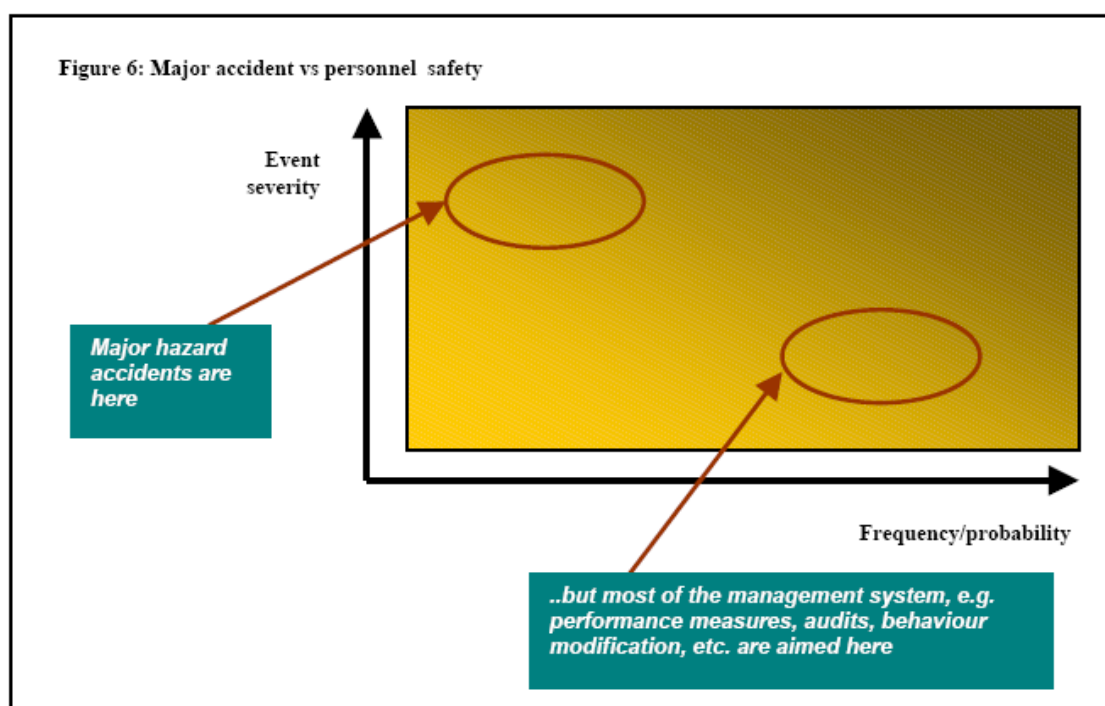 Figure 6: Major accident vs personnel safety
Event
severity
Major hazard
accidents are
here
Frequency/probability
..but most of the management system, e.g.
performance measures, audits, behaviour
modification, etc. are aimed here